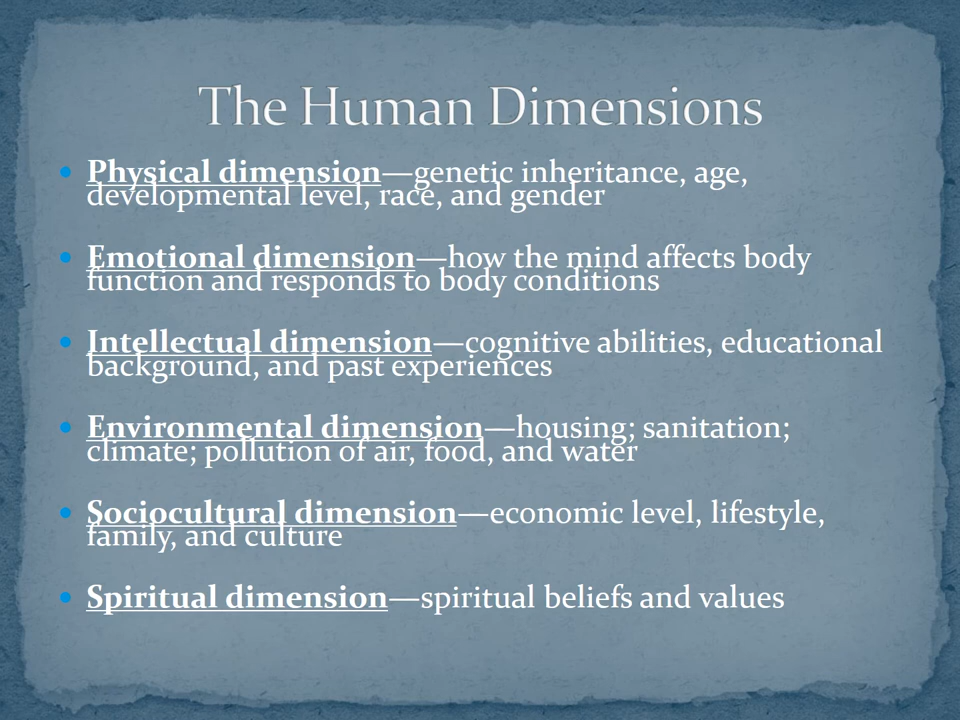 The Human Dimensions
• Physical dimension—genetic inheritance, age,
developmental level, race, and gender
• Emotional dimension—how the mind affects body
function and responds to body conditions
• Intellectual dimension—cognitive abilities, educational
background, and past experiences
• Environmental dimension—housing; sanitation;
climate; pollution of air, food, and water
• Sociocultural dimension—economic level, lifestyle,
family, and culture
• Spiritual dimension—spiritual beliefs and values